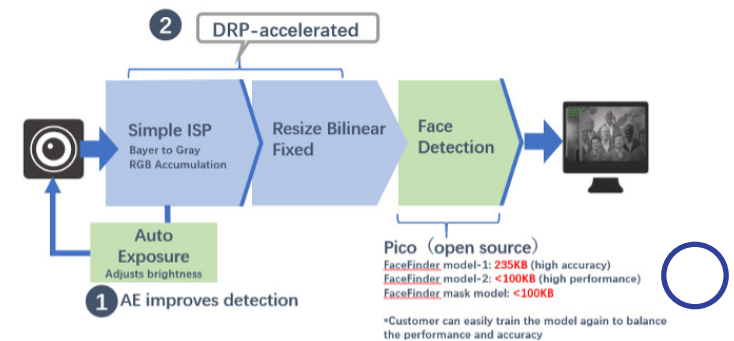 2
DRP-accelerated
Simple ISP
Bayer to Gray
RGB Accumulation
Resize Bilinear
Fixed
Face
Detection
Auto
Exposure
Adjusts brightness
1 AE improves detection
Pico（open source）
FaceFinder model-1: 235KB (high accuracy)
FaceFinder model-2: <100KB (high performance)
FaceFinder mask model: <100KB
*Customer can easily train the model again to balance
the performance and accuracy